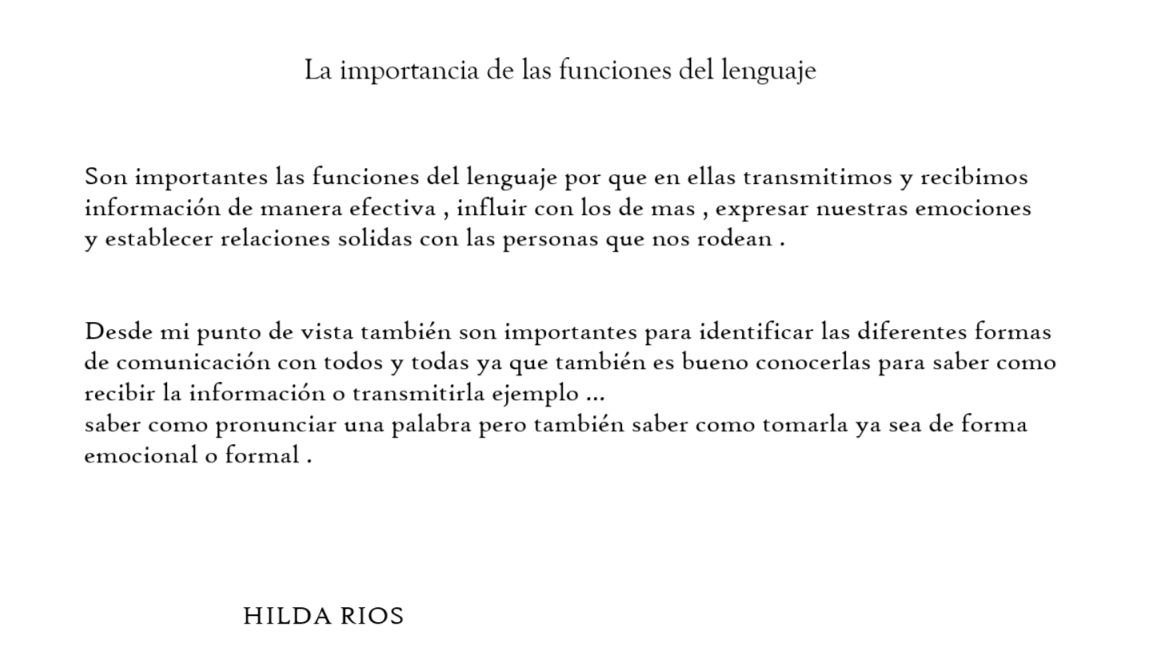 La importancia de las funciones del lenguaje
Son importantes las funciones del lenguaje por que en ellas transmitimos y recibimos
información de manera efectiva , influir con los de mas , expresar nuestras emociones
y establecer relaciones solidas con las personas que nos rodean .
Desde mi punto de vista también son importantes para identificar las diferentes formas
de comunicación con todos y todas ya que también es bueno conocerlas para saber como
recibir la información o transmitirla ejemplo ...
saber como pronunciar una palabra pero también saber como tomarla ya sea de forma
emocional o formal .
HILDA RIOS